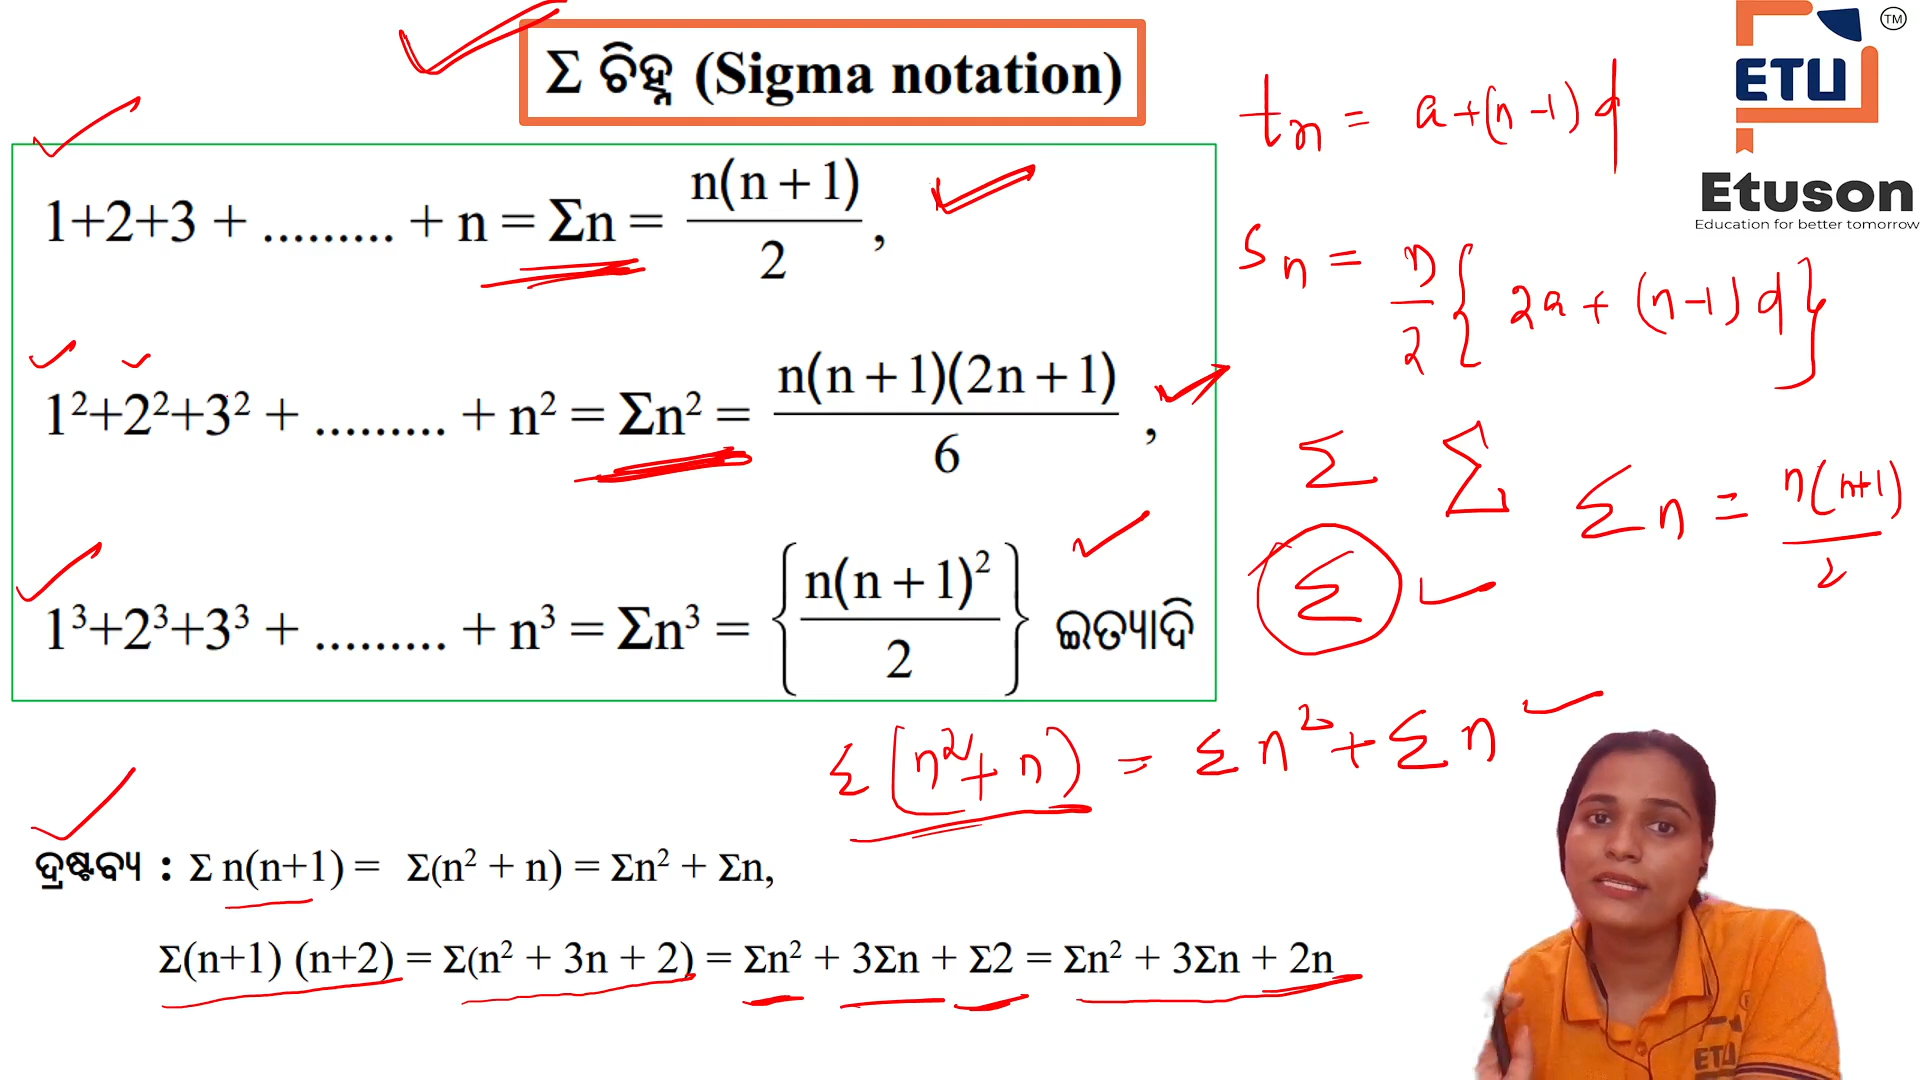 Σ ଚିହ୍ନ (Sigma notation)
1+2+3 + ......... + n = Σn = n(n + 1) / 2 ,
1²+2²+3² + ......... + n² = Σn² = n(n + 1)(2n + 1) / 6 ,
1³+2³+3³ + ......... + n³ = Σn³ = { n(n + 1)² / 2 } ଇତ୍ୟାଦି
ଦ୍ରଷ୍ଟବ୍ୟ : Σ n(n+1) = Σ(n² + n) = Σn² + Σn,
Σ(n+1) (n+2) = Σ(n² + 3n + 2) = Σn² + 3Σn + Σ2 = Σn² + 3Σn + 2n
tn = a+(n-1) d
Sn = n/2 { 2a + (n-1) d }
Σ Σ Σn = n(n+1) / 2
Σ
Σ (n² + n) = Σ n² + Σ n
ETU
TM
Etuson
Education for better tomorrow
ETU